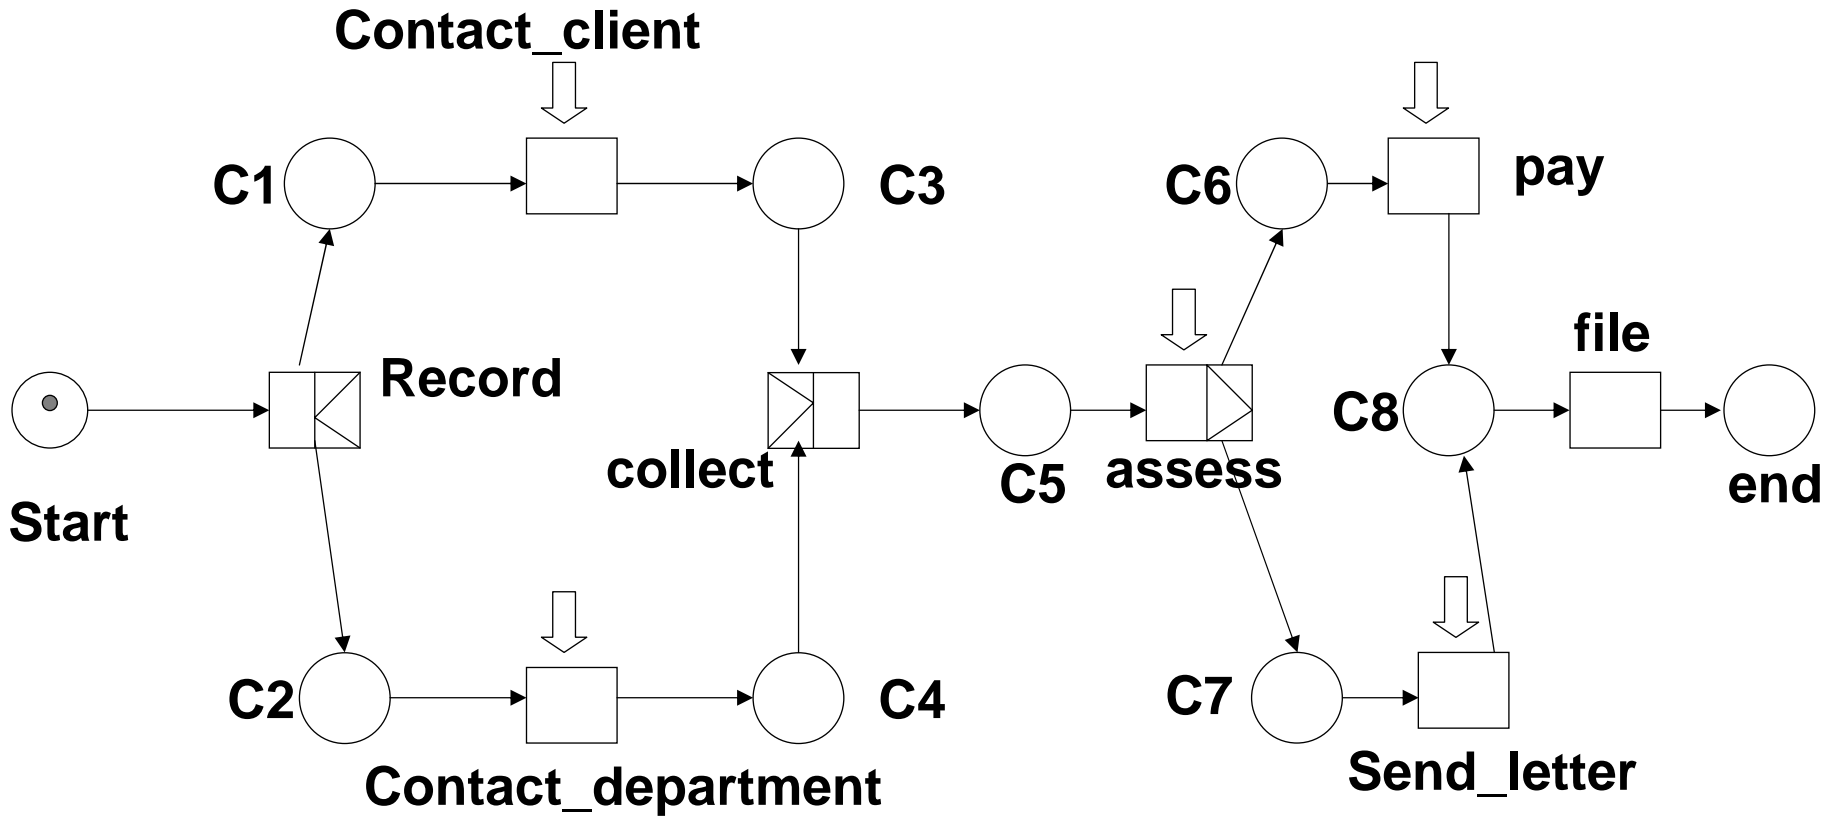 Contact_client
C1
C3
C6
pay
Record
file
Start
collect
C5
assess
C8
end
C2
C4
C7
Contact_department
Send_letter